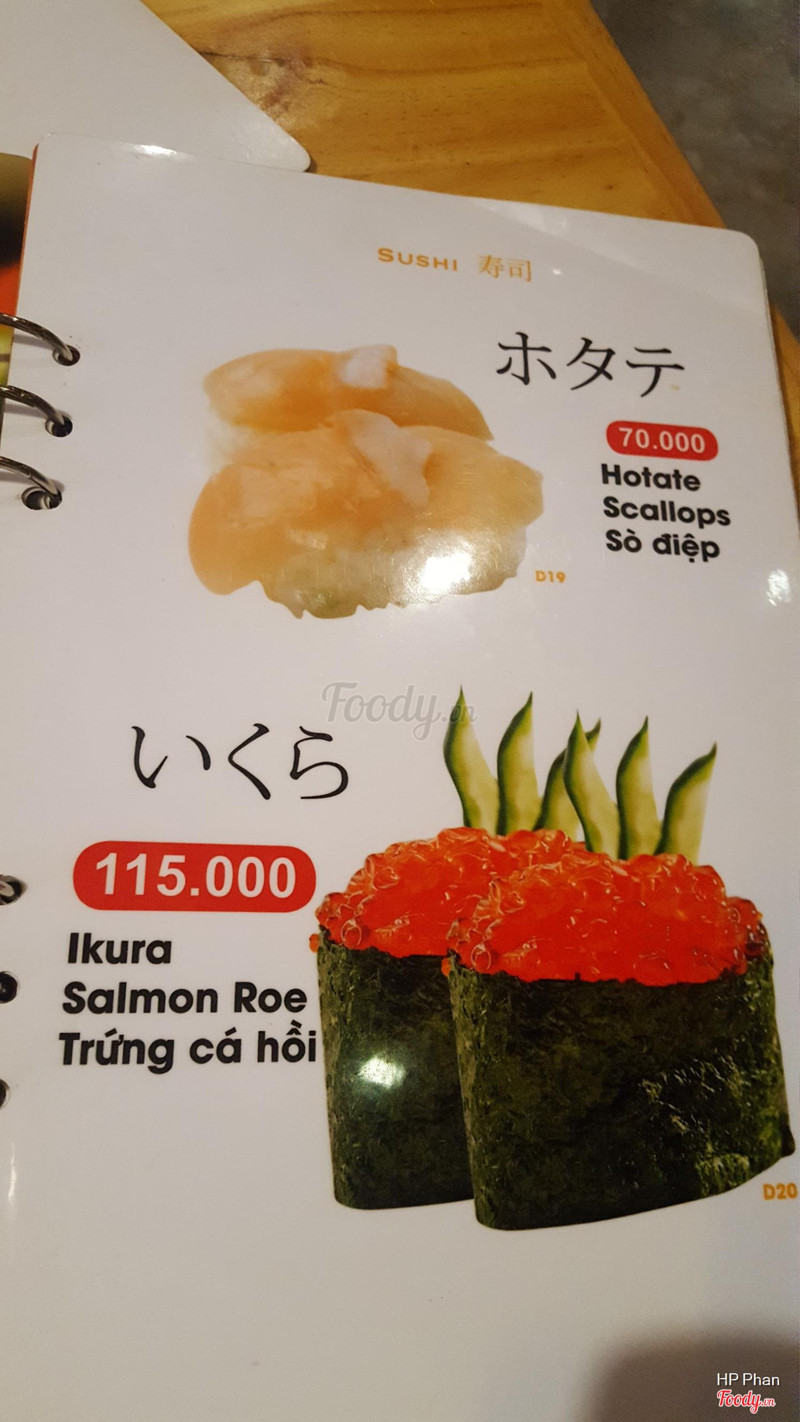 SUSHI 寿司
ホタテ
70.000
Hotate
Scallops
Sò điệp
D19
Foody.vn
いくら
115.000
Ikura
Salmon Roe
Trứng cá hồi
D20
HP Phan
Foody.vn